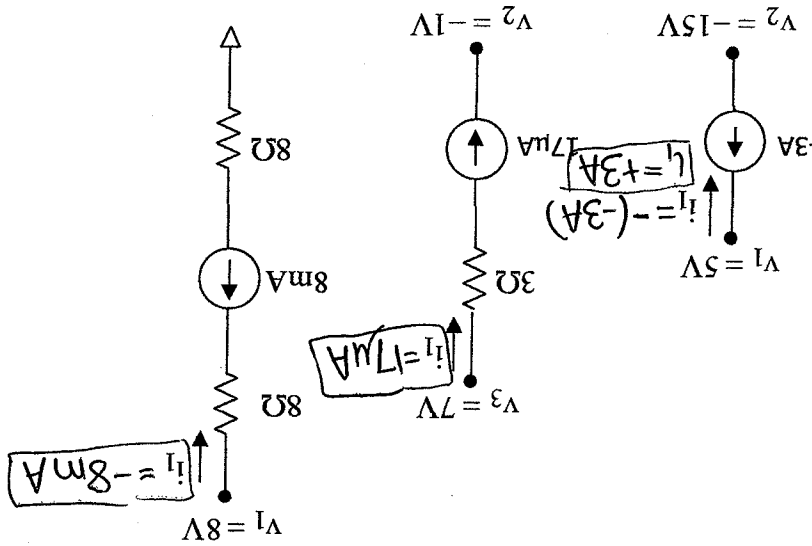 v₁ = 5V
i₁ = -(-3A)
i₁ = +3A
-3A
v₂ = -15V
v₃ = 7V
i₁ = 17μA
3Ω
17μA
v₂ = -1V
v₁ = 8V
i₁ = -8mA
8Ω
8mA
8Ω